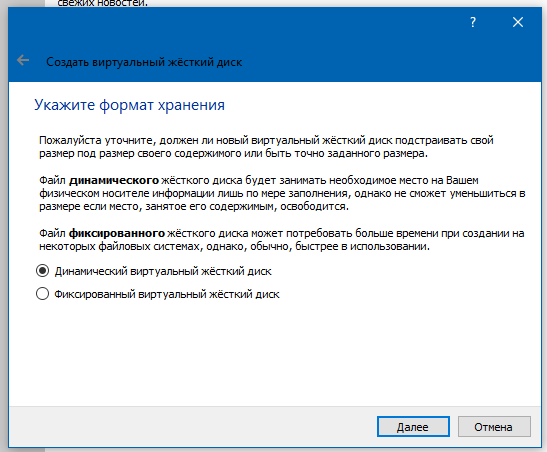 свежих новостей.
?
Создать виртуальный жёсткий диск
Укажите формат хранения
Пожалуйста уточните, должен ли новый виртуальный жёсткий диск подстраивать свой
размер под размер своего содержимого или быть точно заданного размера.
Файл динамического жёсткого диска будет занимать необходимое место на Вашем
физическом носителе информации лишь по мере заполнения, однако не сможет уменьшиться в
размере если место, занятое его содержимым, освободится.
Файл фиксированного жёсткого диска может потребовать больше времени при создании на
некоторых файловых системах, однако, обычно, быстрее в использовании.
Динамический виртуальный жёсткий диск
Фиксированный виртуальный жёсткий диск
Далее
Отмена